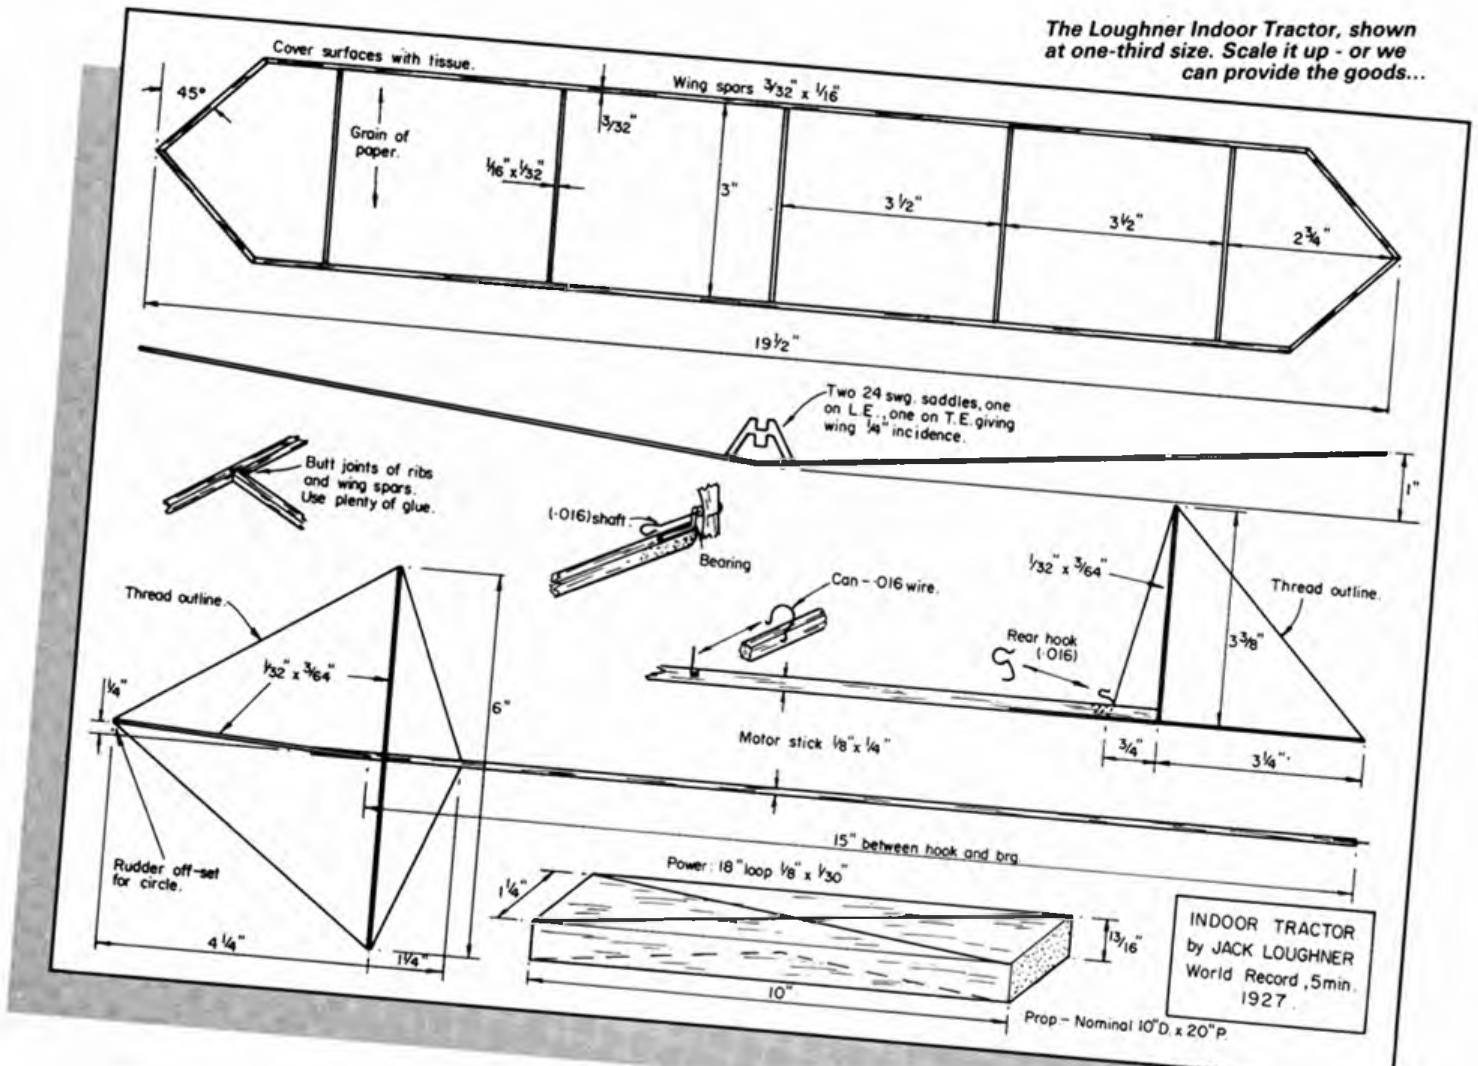 The Loughner Indoor Tractor, shown
at one-third size. Scale it up - or we
can provide the goods...
Cover surfaces with tissue.
Wing spars 3/32" x 1/16"
45°
Grain of
paper.
3/32"
1/16" x 1/32"
3"
3 1/2"
3 1/2"
2 3/4"
19 1/2"
Two 24 swg. saddles, one
on L.E., one on T.E. giving
wing 1/4" incidence.
1"
Butt joints of ribs
and wing spars.
Use plenty of glue.
(·016) shaft.
Bearing
Can - ·016 wire.
1/32" x 3/64"
Thread outline.
Rear hook
(·016)
3 3/8"
Thread outline.
1/32" x 3/64"
1/4"
6"
Motor stick 1/8" x 1/4"
3/4"
3 1/4"
15" between hook and brg.
Rudder off-set
for circle.
4 1/4"
1 1/4"
Power: 18" loop 1/8" x 1/30"
1 1/4"
13/16"
10"
Prop.- Nominal 10"D. x 20"P.
INDOOR TRACTOR
by JACK LOUGHNER
World Record, 5min.
1927.